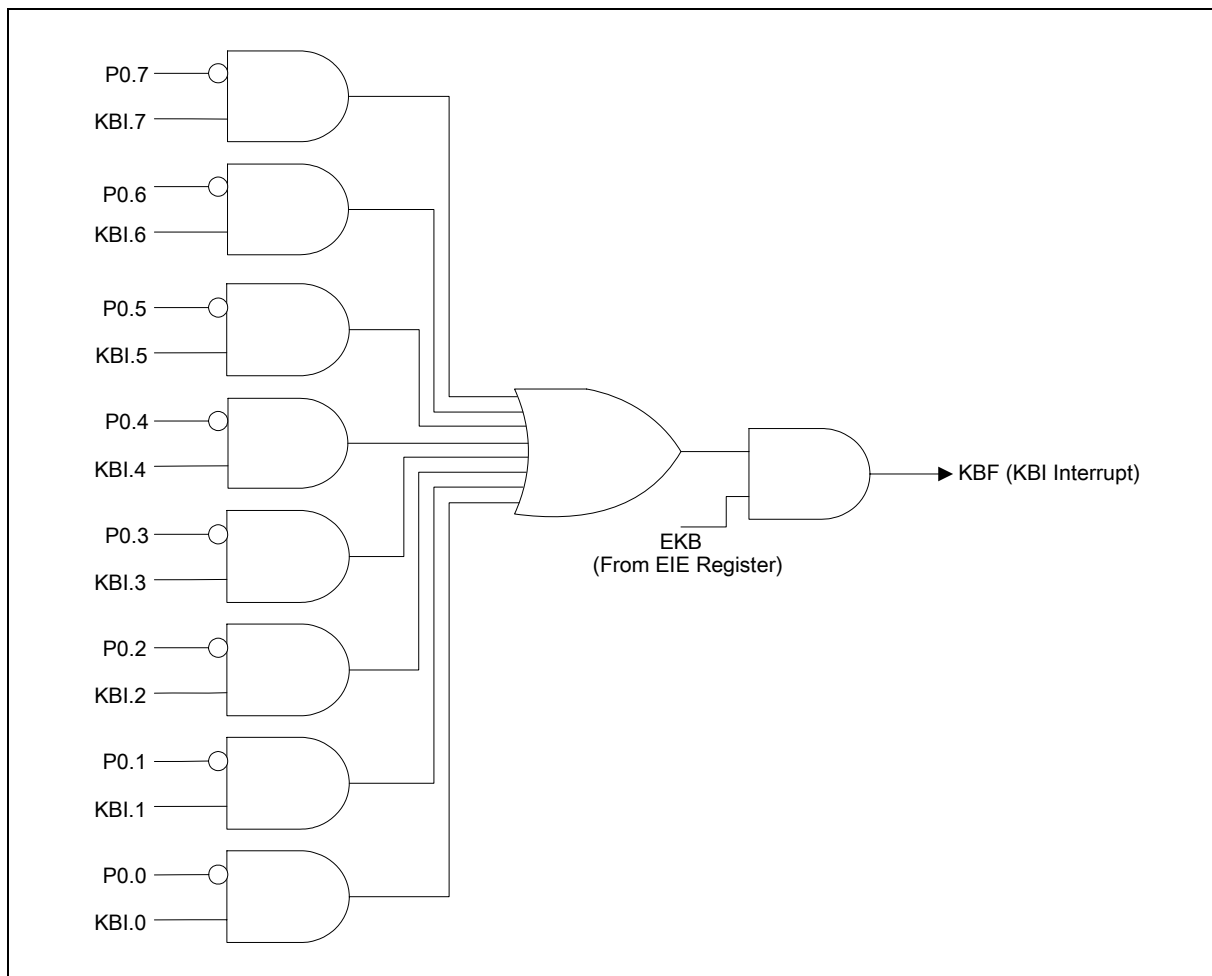 P0.7
KBI.7
P0.6
KBI.6
P0.5
KBI.5
P0.4
KBI.4
P0.3
KBI.3
P0.2
KBI.2
P0.1
KBI.1
P0.0
KBI.0
EKB
(From EIE Register)
KBF (KBI Interrupt)